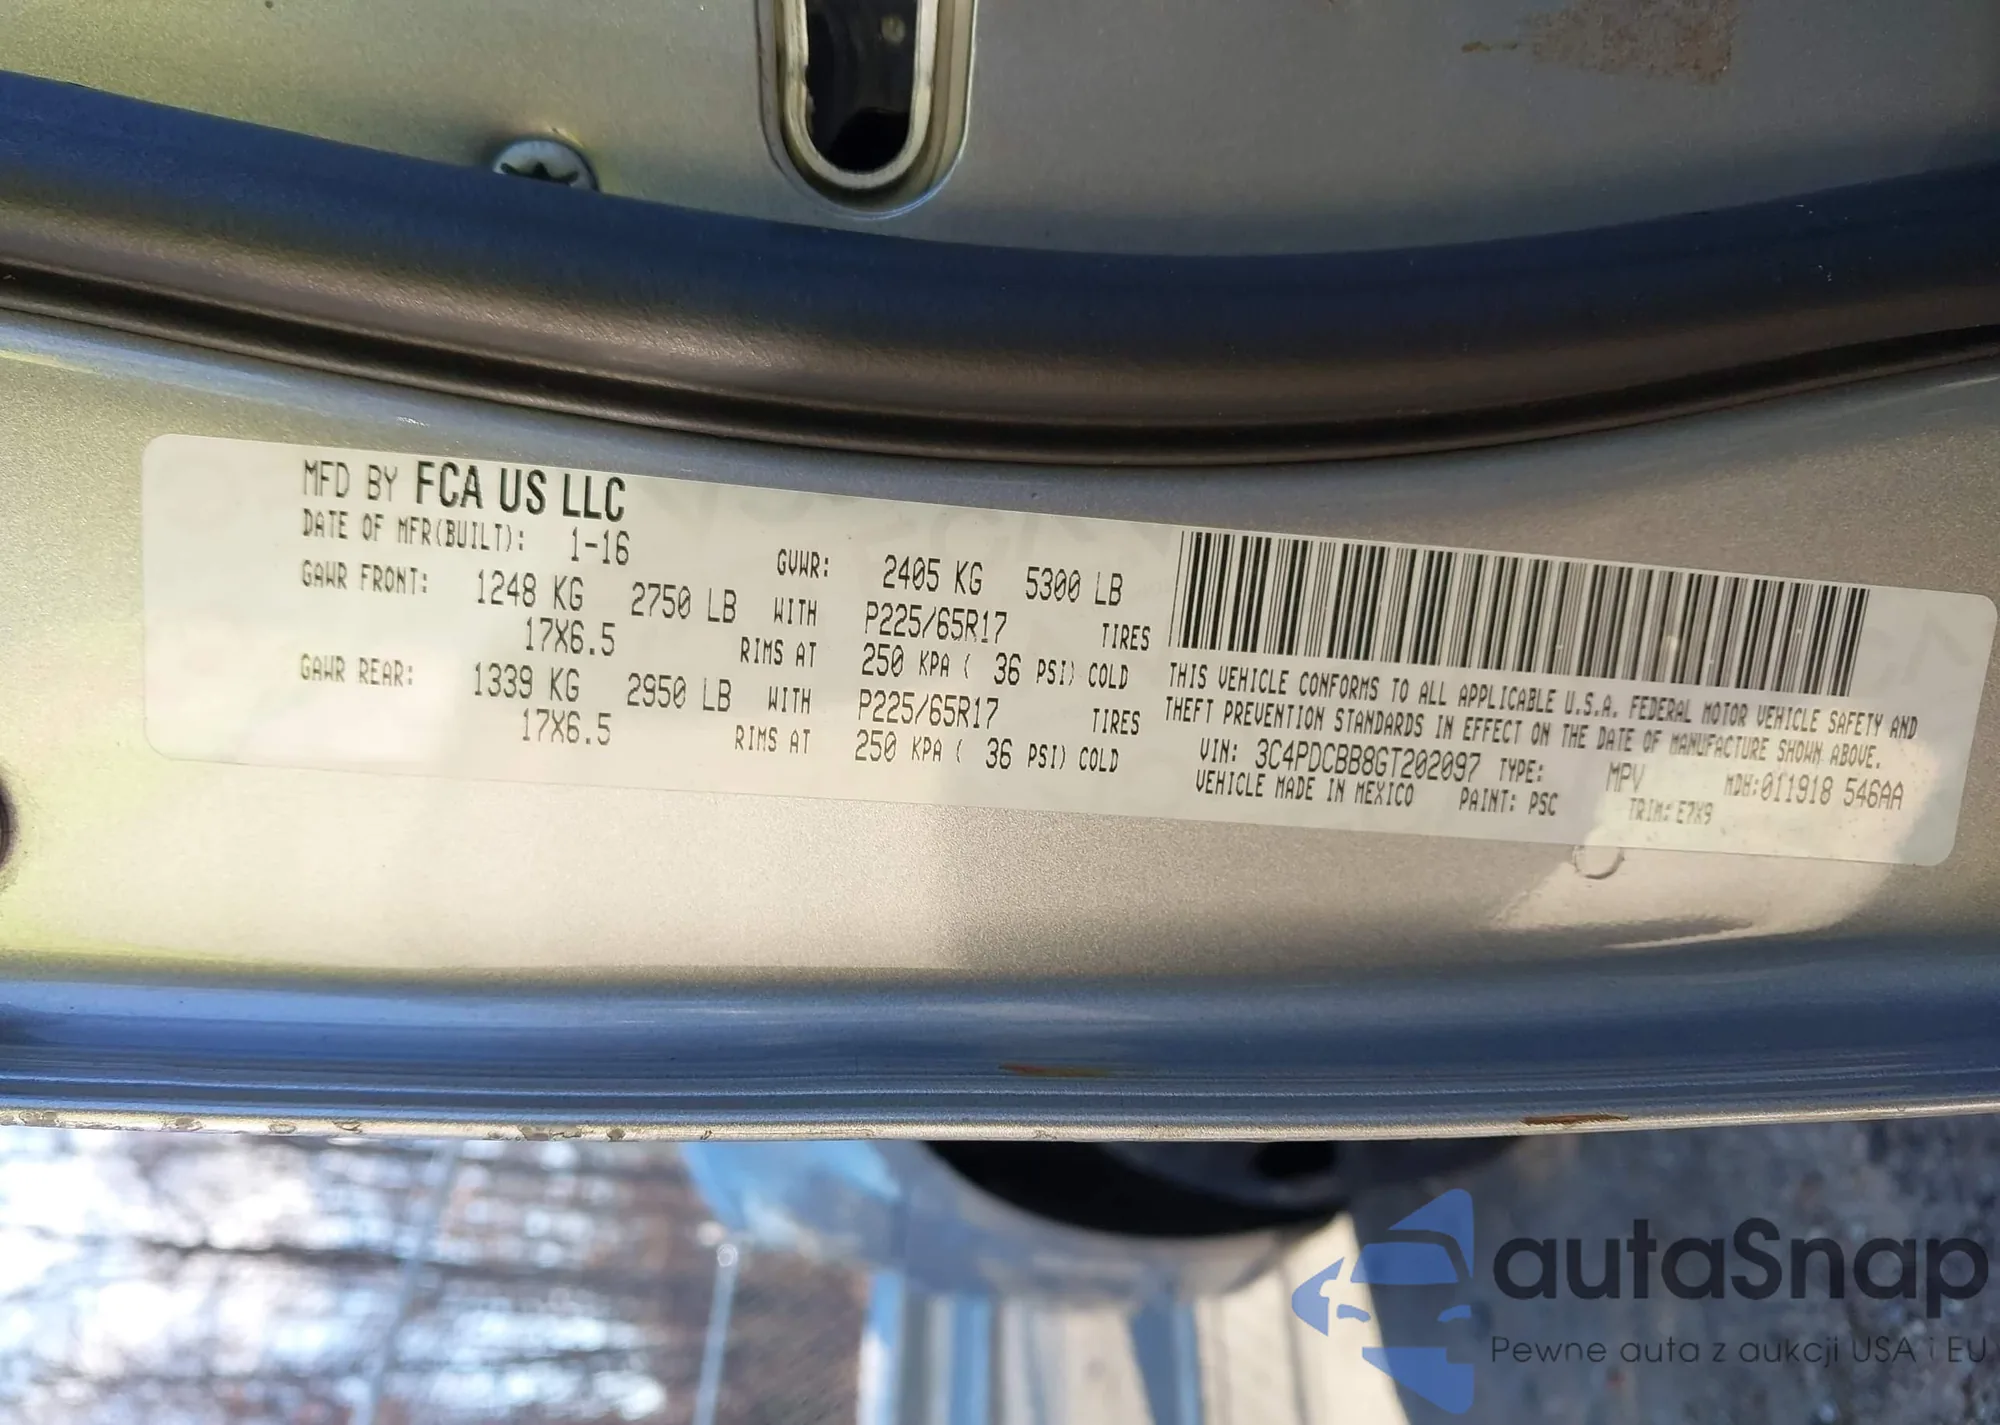 MFD BY FCA US LLC
DATE OF MFR(BUILT): 1-16 GVWR: 2405 KG 5300 LB
GAWR FRONT: 1248 KG 2750 LB WITH P225/65R17 TIRES
17X6.5 RIMS AT 250 KPA ( 36 PSI) COLD
GAWR REAR: 1339 KG 2950 LB WITH P225/65R17 TIRES
17X6.5 RIMS AT 250 KPA ( 36 PSI) COLD
THIS VEHICLE CONFORMS TO ALL APPLICABLE U.S.A. FEDERAL MOTOR VEHICLE SAFETY AND
THEFT PREVENTION STANDARDS IN EFFECT ON THE DATE OF MANUFACTURE SHOWN ABOVE.
VIN: 3C4PDCBB8GT202097 TYPE: MPV MDH:011918 546AA
VEHICLE MADE IN MEXICO PAINT: PSC TRIM: E7X9
autaSnap
Pewne auta z aukcji USA i EU